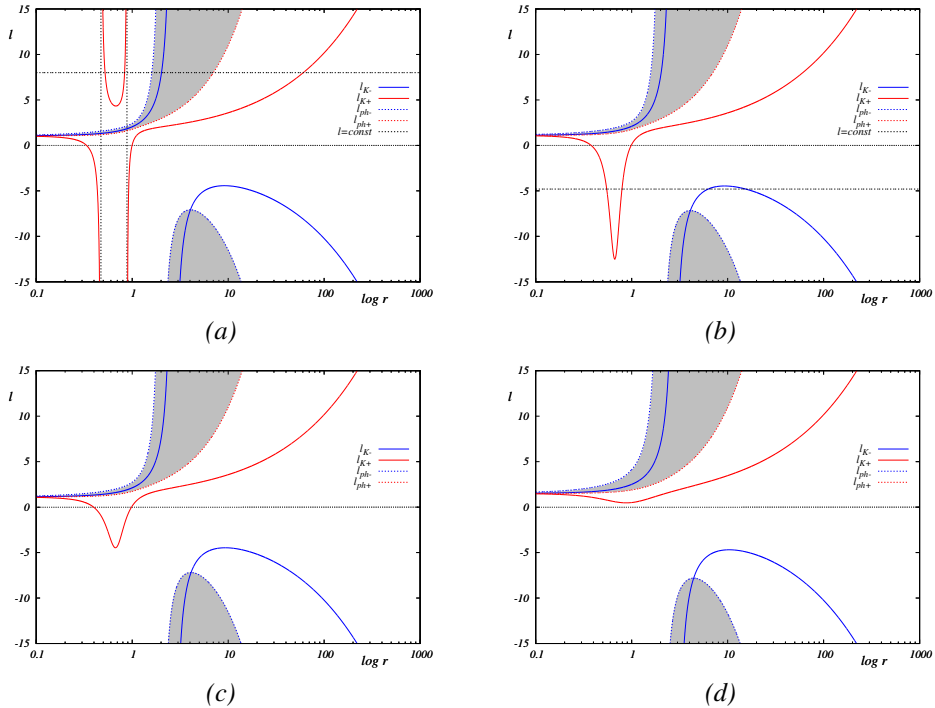 15
l
10
5
0
-5
-10
-15
0.1
1
10
100
1000
log r
l_K-
l_K+
l_ph-
l_ph+
l=const
(a)
15
l
10
5
0
-5
-10
-15
0.1
1
10
100
1000
log r
l_K-
l_K+
l_ph-
l_ph+
l=const
(b)
15
l
10
5
0
-5
-10
-15
0.1
1
10
100
1000
log r
l_K-
l_K+
l_ph-
l_ph+
(c)
15
l
10
5
0
-5
-10
-15
0.1
1
10
100
1000
log r
l_K-
l_K+
l_ph-
l_ph+
(d)